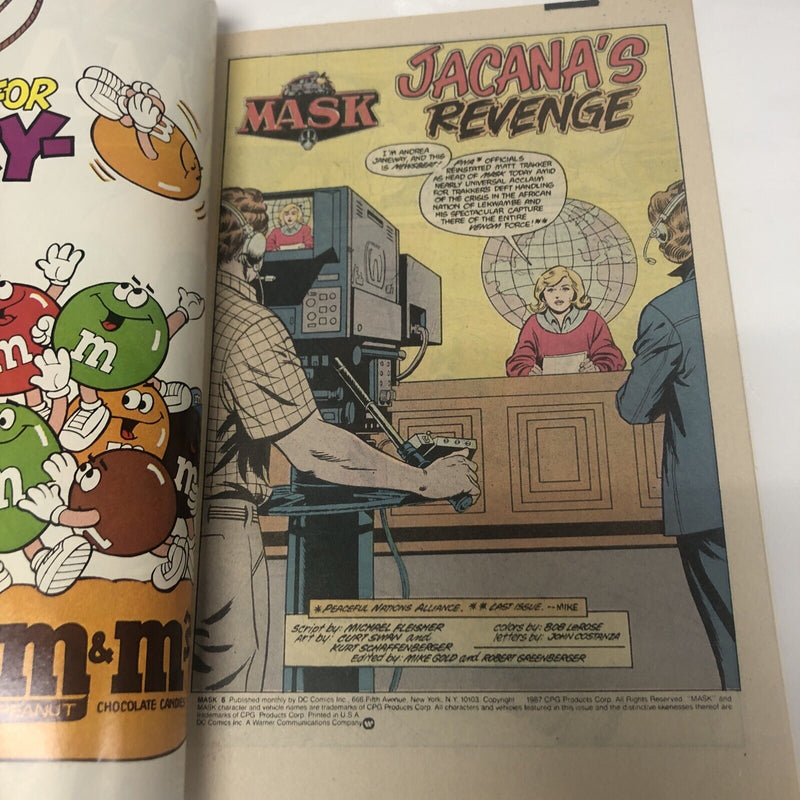 FOR
Y-
m
m
m
m
m&m's
PEANUT
CHOCOLATE CANDIES
MASK
JACANA'S
REVENGE
I'M ANDREA
JANEWAY, AND THIS
IS NEWSBEAT!
PNA* OFFICIALS
REINSTATED MATT TRAKKER
AS HEAD OF MASK TODAY AMID
NEARLY UNIVERSAL ACCLAIM
FOR TRAKKER'S DEFT HANDLING
OF THE CRISIS IN THE AFRICAN
NATION OF LEKWAMBE AND
HIS SPECTACULAR CAPTURE
THERE OF THE ENTIRE
VENOM FORCE!**
* PEACEFUL NATIONS ALLIANCE. ** LAST ISSUE. --MIKE
script by: MICHAEL FLEISHER
art by: CURT SWAN and
KURT SCHAFFENBERGER
colors by: BOB LeROSE
letters by: JOHN COSTANZA
edited by: MIKE GOLD and ROBERT GREENBERGER
MASK 6 Published monthly by DC Comics Inc., 666 Fifth Avenue, New York, N.Y. 10103. Copyright 1987 CPG Products Corp. All Rights Reserved. "MASK" and
MASK character and vehicle names are trademarks of CPG Products Corp. All characters and vehicles featured in this issue and the distinctive likenesses thereof are
trademarks of CPG Products Corp. Printed in U.S.A.
DC Comics Inc. A Warner Communications Company